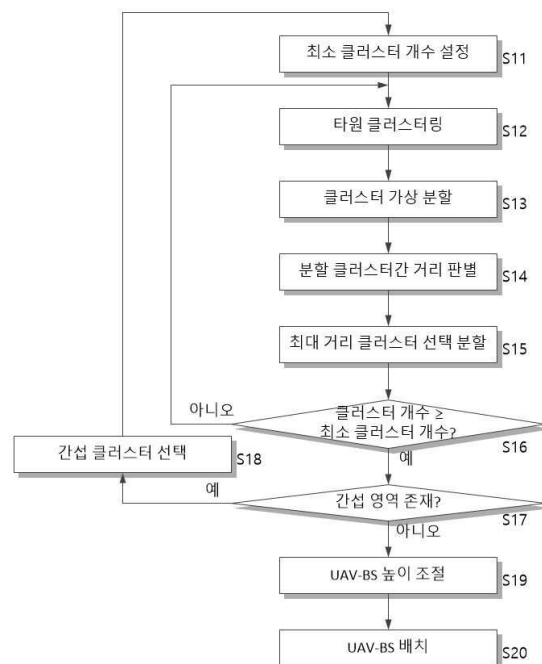 최소 클러스터 개수 설정
S11
타원 클러스터링
S12
클러스터 가상 분할
S13
분할 클러스터간 거리 판별
S14
최대 거리 클러스터 선택 분할
S15
아니오
클러스터 개수 ≥
최소 클러스터 개수?
S16
간섭 클러스터 선택
S18
예
예
간섭 영역 존재?
S17
아니오
UAV-BS 높이 조절
S19
UAV-BS 배치
S20